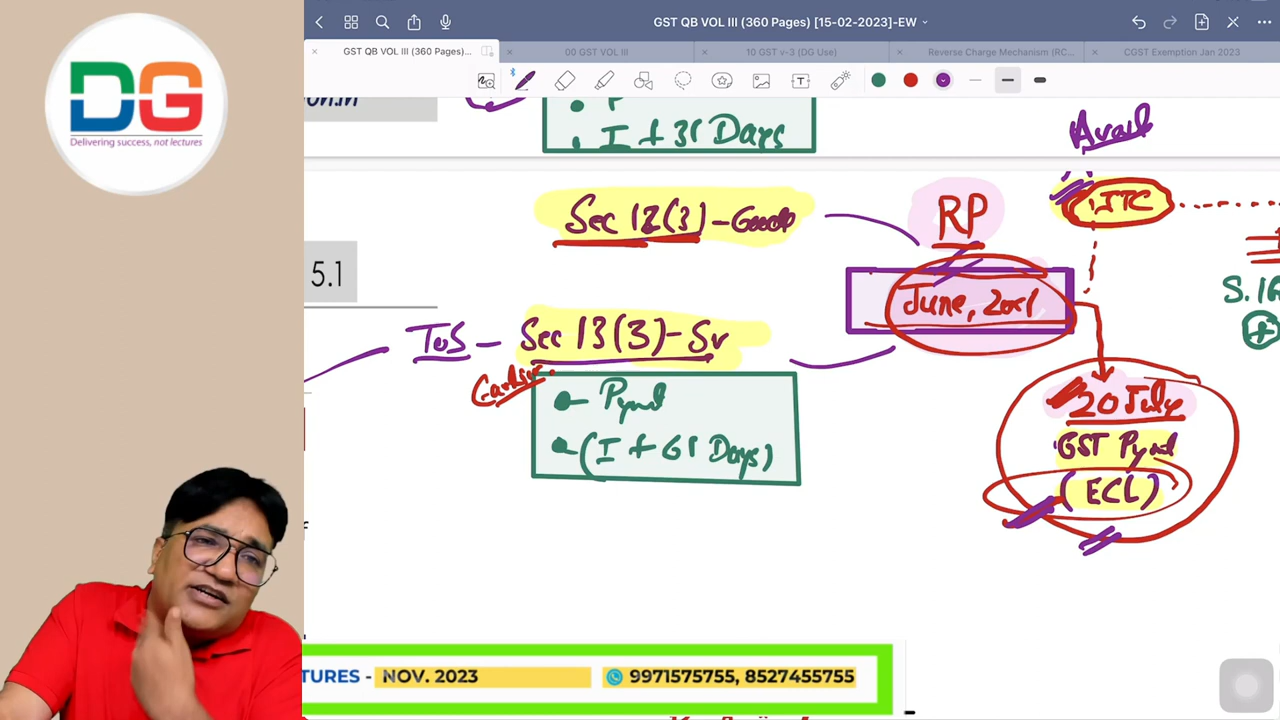 GST QB VOL III (360 Pages) [15-02-2023]-EW
GST QB VOL III (360 Pages)...
00 GST VOL III
10 GST v-3 (DG Use)
Reverse Charge Mechanism (RC...
CGST Exemption Jan 2023
DG
Delivering success, not lectures
I + 31 Days
Avail
Sec 12(3) - Goods
RP
ITC
5.1
June, 2021
TOS - Sec 13(3) - Sv
Earlier
Pymt
(I + 61 Days)
20 July
GST Pymt
(ECL)
TURES - NOV. 2023
9971575755, 8527455755